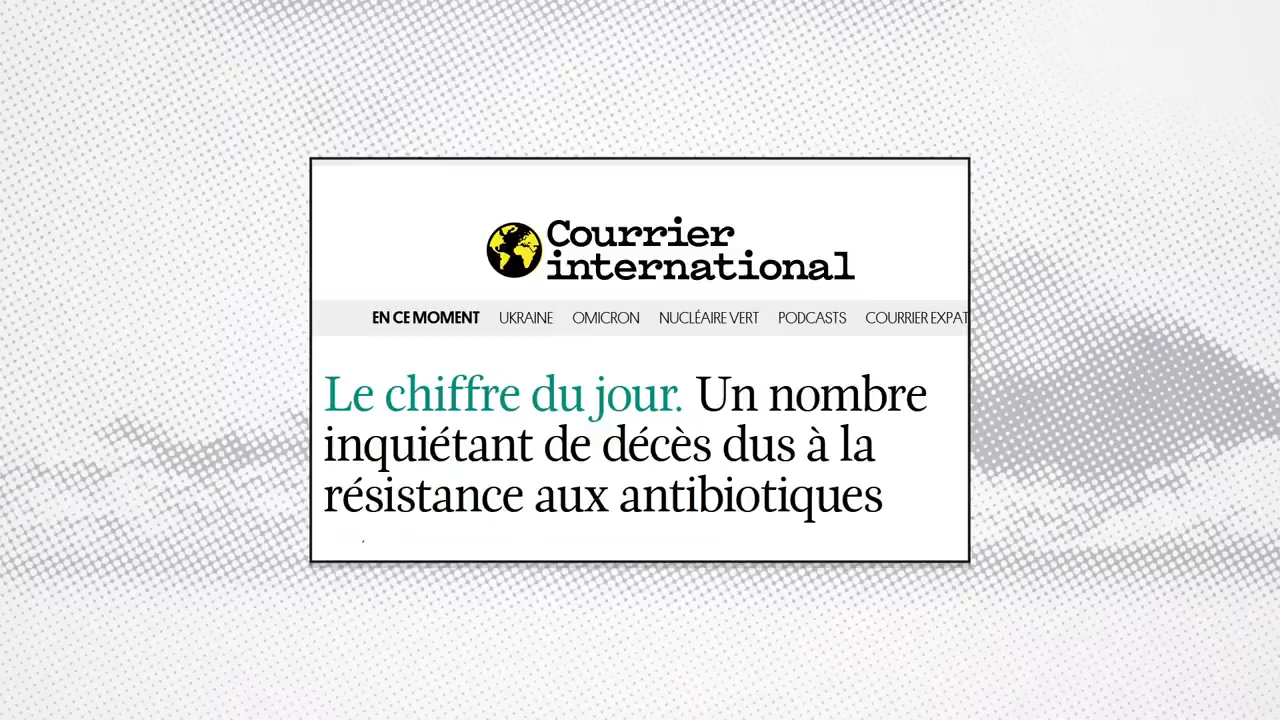 Courrier
international
EN CE MOMENT UKRAINE OMICRON NUCLÉAIRE VERT PODCASTS COURRIER EXPAT
Le chiffre du jour. Un nombre
inquiétant de décès dus à la
résistance aux antibiotiques